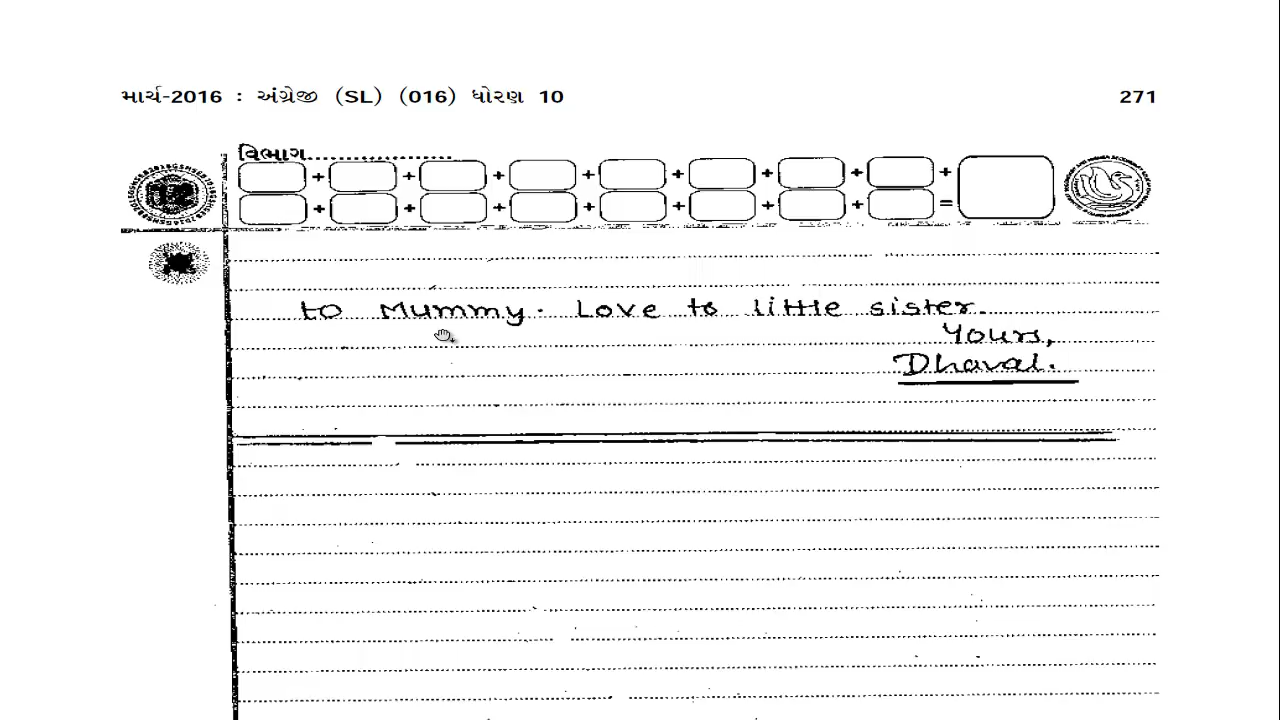 માર્ચ-2016 : અંગ્રેજી (SL) (016) ધોરણ 10 271
વિભાગ.....................
+ + + + + + + +
+ + + + + + + =
to Mummy. Love to little sister.
Yours,
Dhaval.